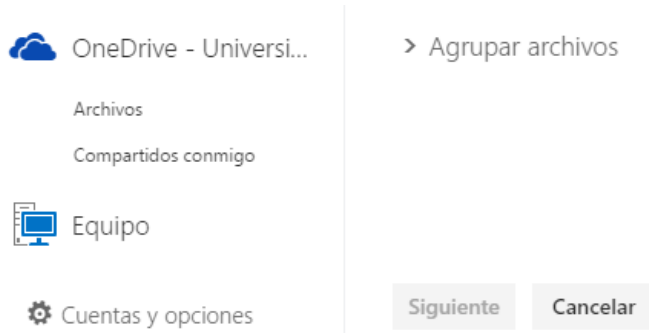 OneDrive - Universi...
Archivos
Compartidos conmigo
Equipo
Cuentas y opciones
> Agrupar archivos
Siguiente
Cancelar